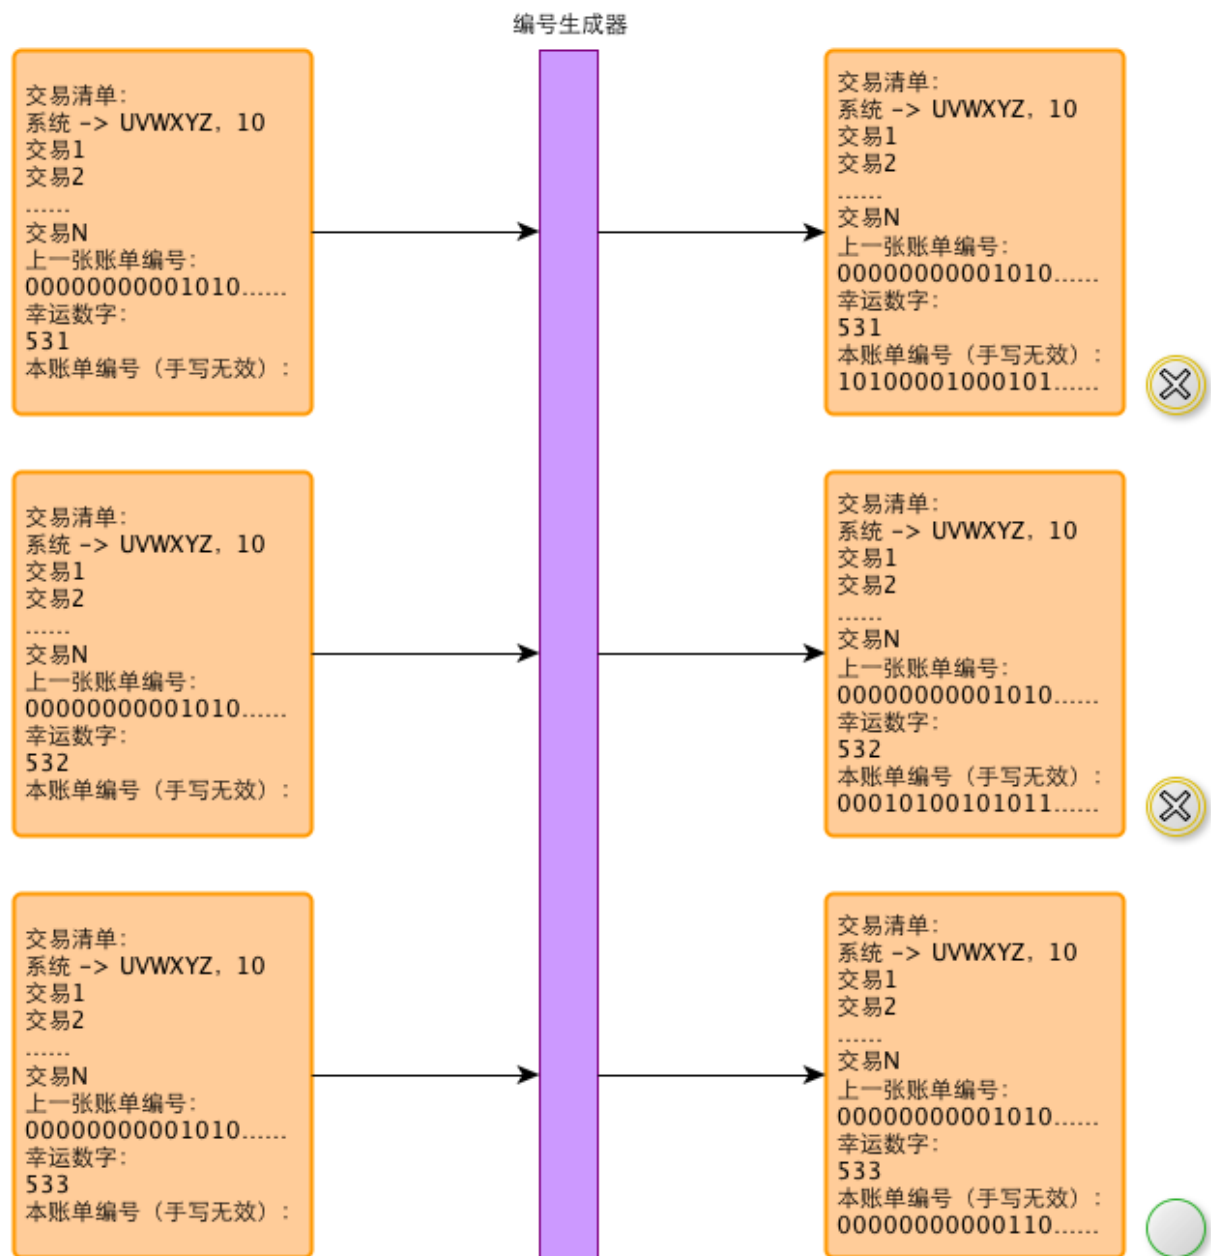 编号生成器
交易清单：
系统 -> UVWXYZ，10
交易1
交易2
......
交易N
上一张账单编号：
00000000001010......
幸运数字：
531
本账单编号（手写无效）：
交易清单：
系统 -> UVWXYZ，10
交易1
交易2
......
交易N
上一张账单编号：
00000000001010......
幸运数字：
531
本账单编号（手写无效）：
10100001000101......
交易清单：
系统 -> UVWXYZ，10
交易1
交易2
......
交易N
上一张账单编号：
00000000001010......
幸运数字：
532
本账单编号（手写无效）：
交易清单：
系统 -> UVWXYZ，10
交易1
交易2
......
交易N
上一张账单编号：
00000000001010......
幸运数字：
532
本账单编号（手写无效）：
00010100101011......
交易清单：
系统 -> UVWXYZ，10
交易1
交易2
......
交易N
上一张账单编号：
00000000001010......
幸运数字：
533
本账单编号（手写无效）：
交易清单：
系统 -> UVWXYZ，10
交易1
交易2
......
交易N
上一张账单编号：
00000000001010......
幸运数字：
533
本账单编号（手写无效）：
00000000000110......